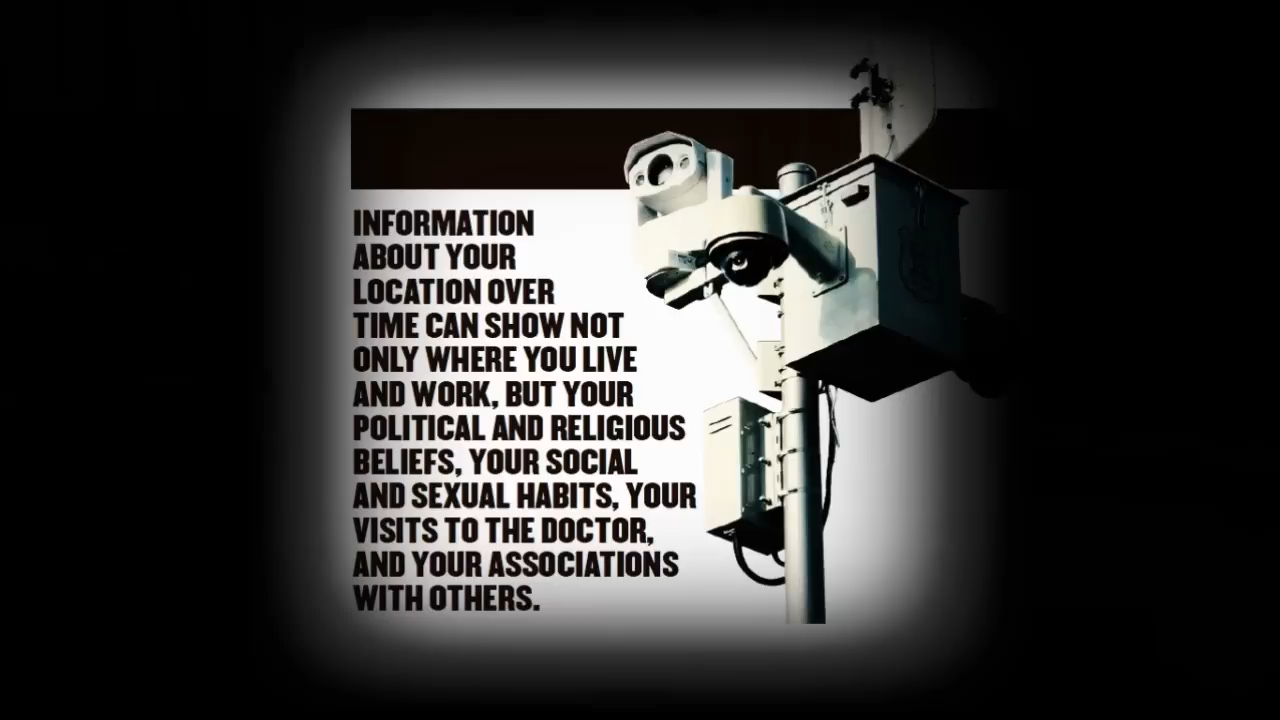 INFORMATION
ABOUT YOUR
LOCATION OVER
TIME CAN SHOW NOT
ONLY WHERE YOU LIVE
AND WORK, BUT YOUR
POLITICAL AND RELIGIOUS
BELIEFS, YOUR SOCIAL
AND SEXUAL HABITS, YOUR
VISITS TO THE DOCTOR,
AND YOUR ASSOCIATIONS
WITH OTHERS.